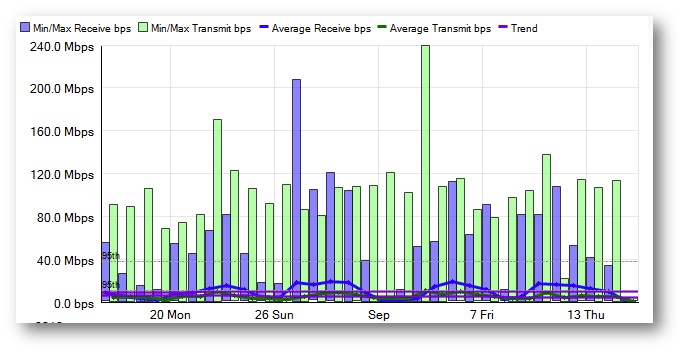 Min/Max Receive bps Min/Max Transmit bps Average Receive bps Average Transmit bps Trend
240.0 Mbps
200.0 Mbps
160.0 Mbps
120.0 Mbps
80.0 Mbps
95th
40.0 Mbps
95th
0.0 bps
20 Mon 26 Sun Sep 7 Fri 13 Thu